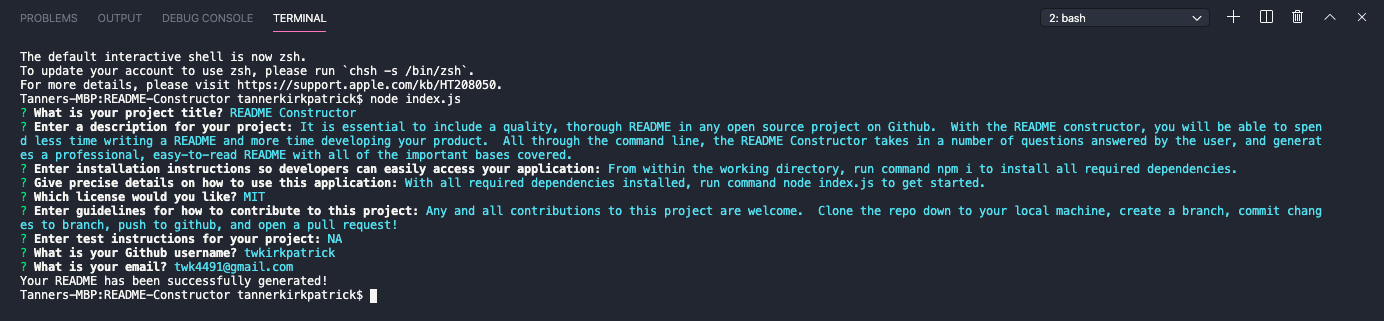 PROBLEMS OUTPUT DEBUG CONSOLE TERMINAL 2: bash
The default interactive shell is now zsh.
To update your account to use zsh, please run `chsh -s /bin/zsh`.
For more details, please visit https://support.apple.com/kb/HT208050.
Tanners-MBP:README-Constructor tannerkirkpatrick$ node index.js
? What is your project title? README Constructor
? Enter a description for your project: It is essential to include a quality, thorough README in any open source project on Github.  With the README constructor, you will be able to spen
d less time writing a README and more time developing your product.  All through the command line, the README Constructor takes in a number of questions answered by the user, and generat
es a professional, easy-to-read README with all of the important bases covered.
? Enter installation instructions so developers can easily access your application: From within the working directory, run command npm i to install all required dependencies.
? Give precise details on how to use this application: With all required dependencies installed, run command node index.js to get started.
? Which license would you like? MIT
? Enter guidelines for how to contribute to this project: Any and all contributions to this project are welcome.  Clone the repo down to your local machine, create a branch, commit chang
es to branch, push to github, and open a pull request!
? Enter test instructions for your project: NA
? What is your Github username? twkirkpatrick
? What is your email? twk4491@gmail.com
Your README has been successfully generated!
Tanners-MBP:README-Constructor tannerkirkpatrick$